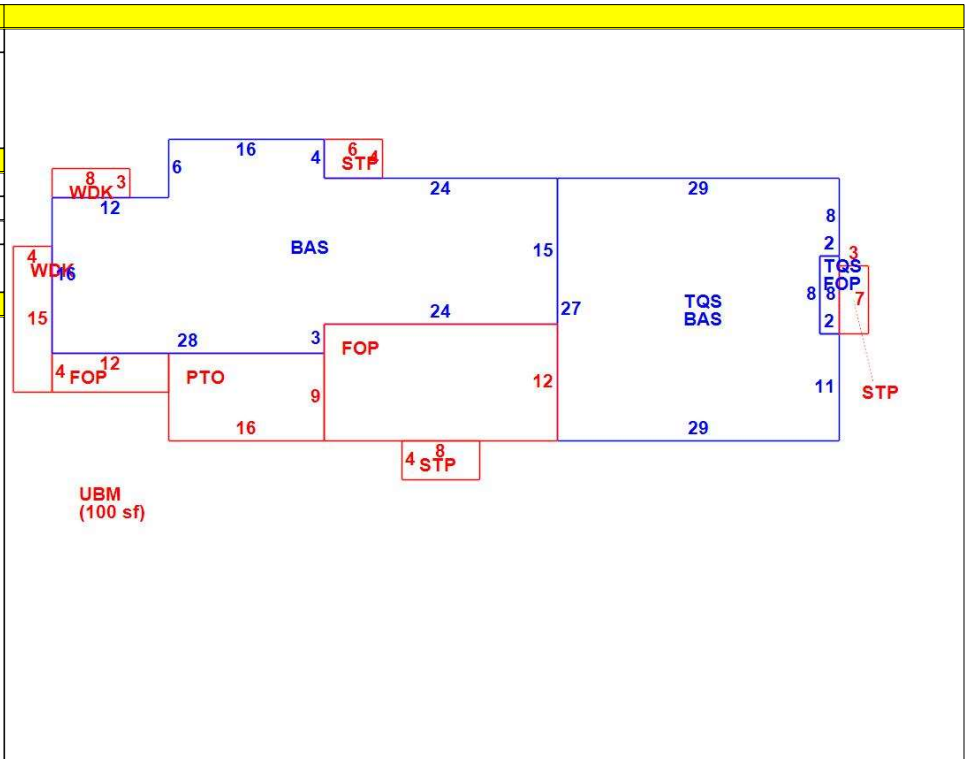 16
6
4
6
4
STP
8
3
WDK
12
24
29
8
2
3
4
WDK
16
BAS
15
TQS
FOP
8
8
7
2
15
TQS
BAS
27
24
28
3
FOP
12
4
FOP
PTO
9
12
11
STP
16
29
8
4
STP
UBM
(100 sf)